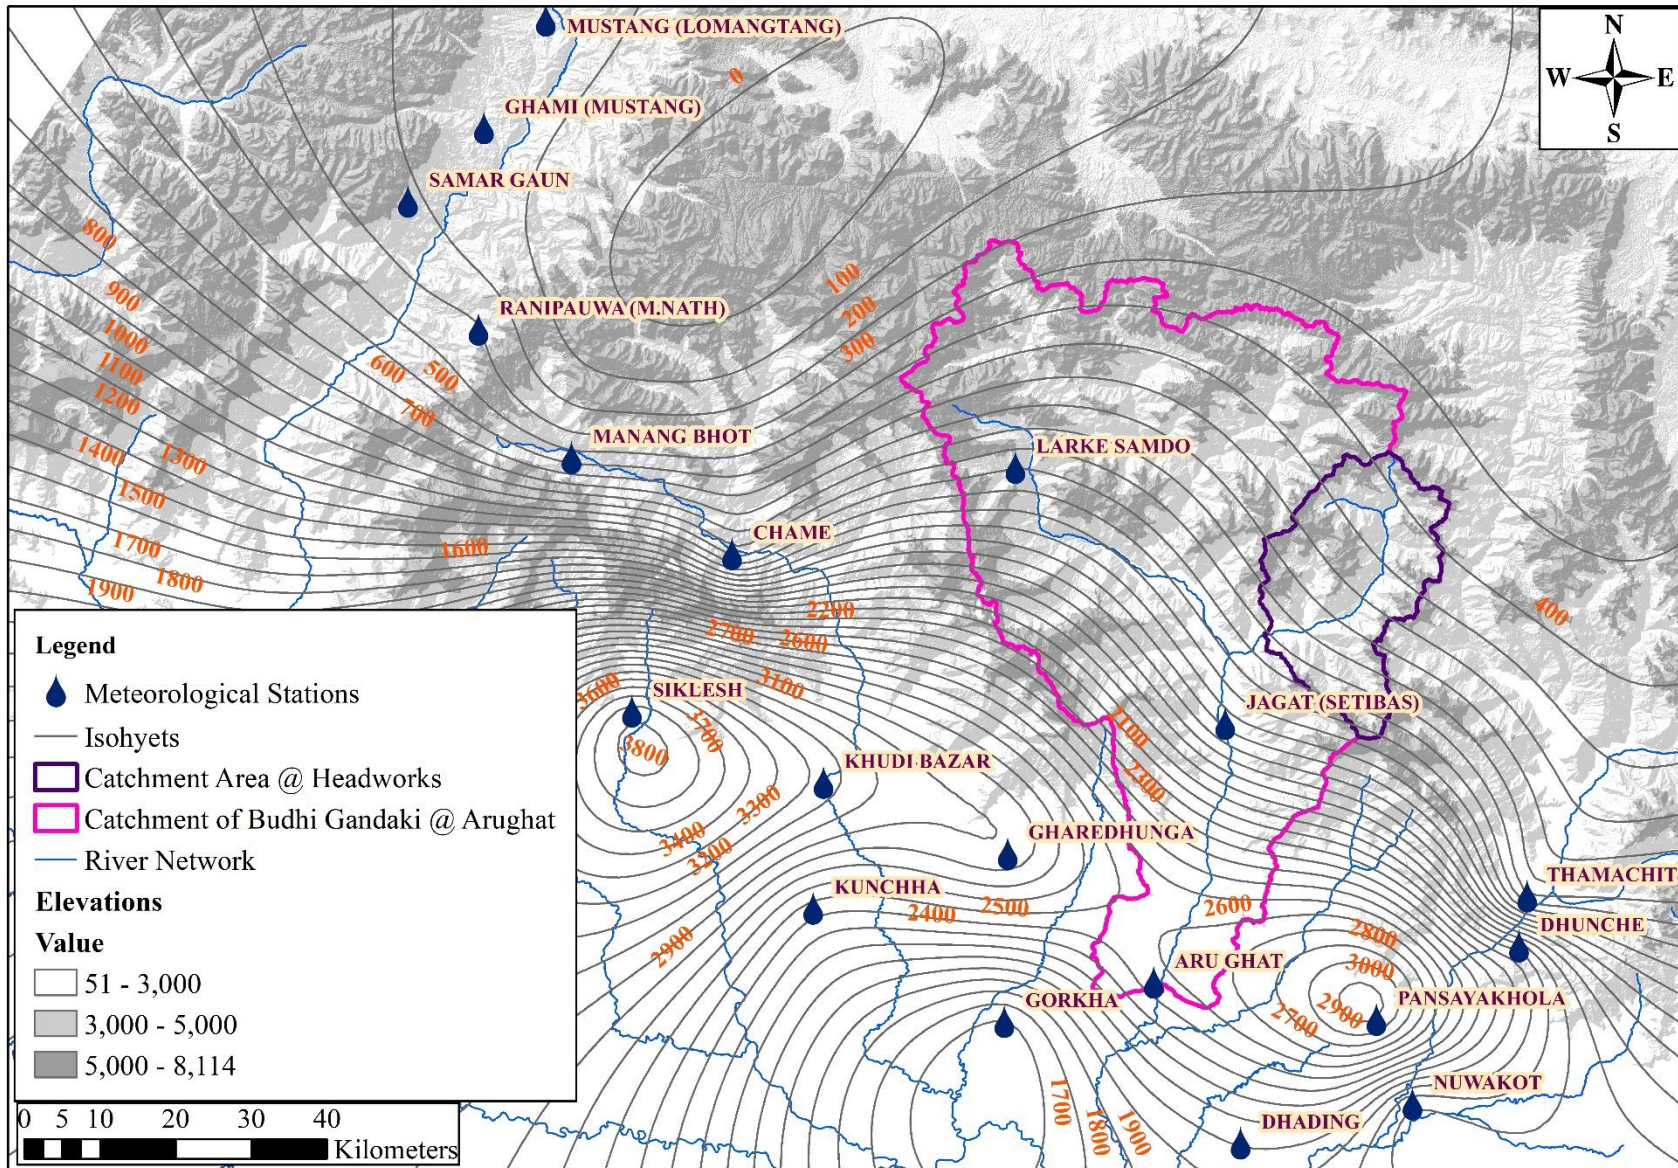 MUSTANG (LOMANGTANG)
N
W
E
S
0
GHAMI (MUSTANG)
SAMAR GAUN
800
900
1000
1100
1200
1300
1400
1500
1600
1700
1800
1900
RANIPAUWA (M.NATH)
100
200
300
600
500
700
MANANG BHOT
LARKE SAMDO
CHAME
400
2200
2700
2600
3100
3600
SIKLESH
3700
3800
JAGAT (SETIBAS)
2100
2300
KHUDI BAZAR
3300
3400
3200
GHAREDHUNGA
KUNCHHA
2400
2500
2600
2900
THAMACHIT
DHUNCHE
2800
3000
2900
2700
ARU GHAT
GORKHA
PANSAYAKHOLA
NUWAKOT
DHADING
1700
1800
1900
Legend
Meteorological Stations
Isohyets
Catchment Area @ Headworks
Catchment of Budhi Gandaki @ Arughat
River Network
Elevations
Value
51 - 3,000
3,000 - 5,000
5,000 - 8,114
0 5 10 20 30 40
Kilometers